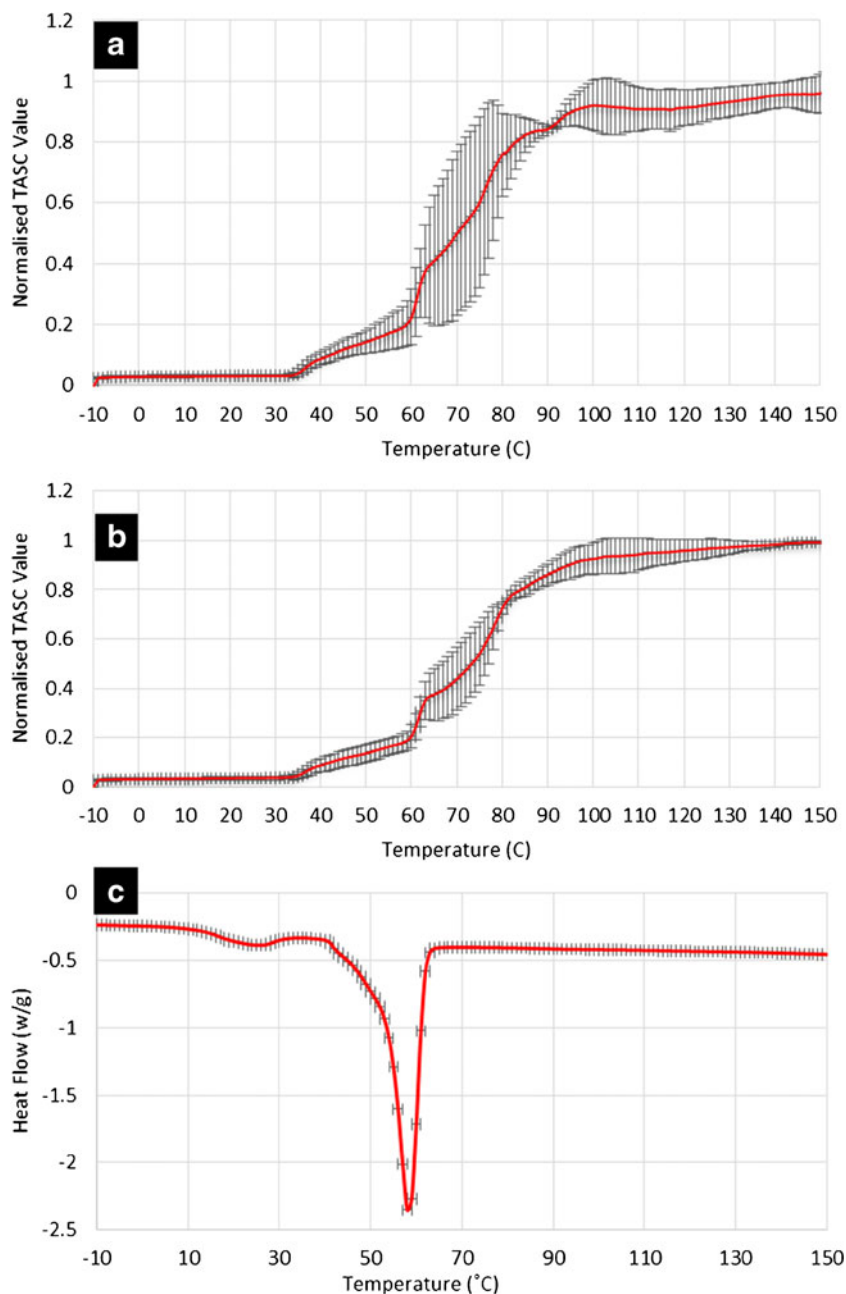 a
Normalised TASC Value
1.2
1
0.8
0.6
0.4
0.2
0
-10 0 10 20 30 40 50 60 70 80 90 100 110 120 130 140 150
Temperature (C)
b
Normalised TASC Value
1.2
1
0.8
0.6
0.4
0.2
0
-10 0 10 20 30 40 50 60 70 80 90 100 110 120 130 140 150
Temperature (C)
c
Heat Flow (w/g)
0
-0.5
-1
-1.5
-2
-2.5
-10 10 30 50 70 90 110 130 150
Temperature (˚C)